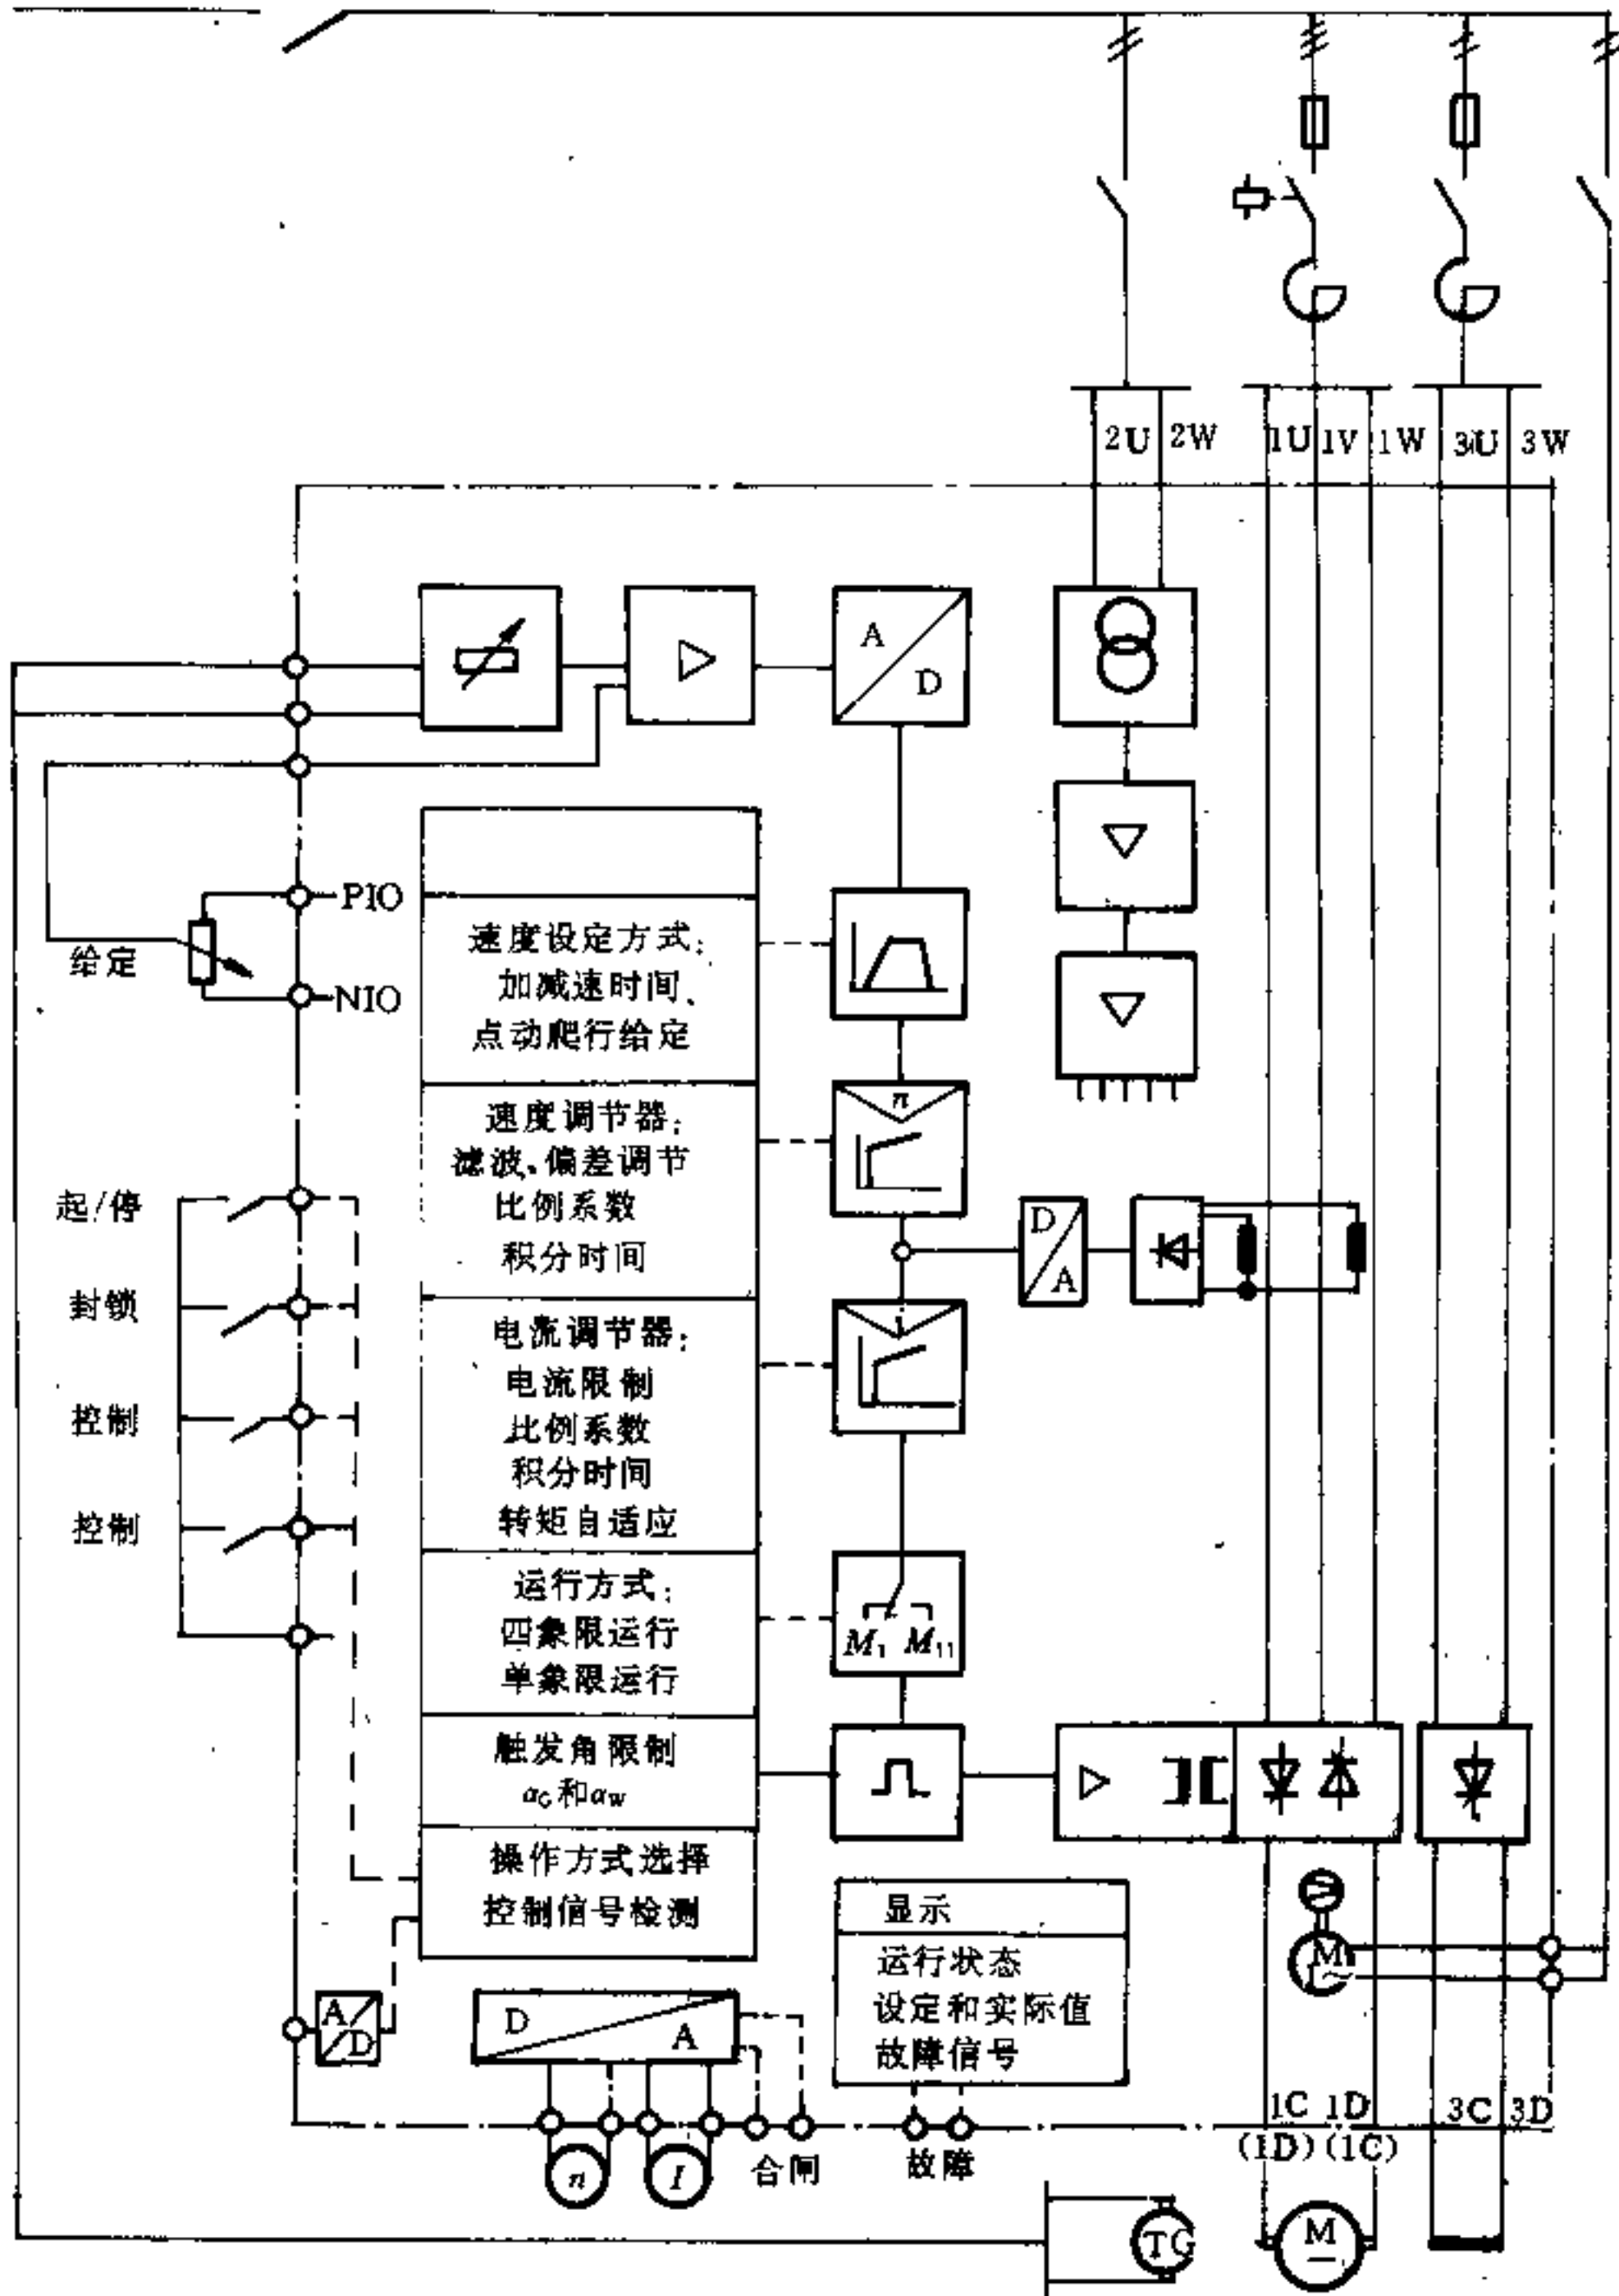 2U 2W 1U 1V 1W 3U 3W
A
D
PIO
给定
NIO
速度设定方式：
加减速时间、
点动爬行给定
n
速度调节器：
滤波、偏差调节
比例系数
积分时间
起/停
封锁
控制
控制
D
A
i
电流调节器：
电流限制
比例系数
积分时间
转矩自适应
运行方式：
四象限运行
单象限运行
M₁ M₁₁
触发角限制
α_G和α_W
操作方式选择
控制信号检测
显示
运行状态
设定和实际值
故障信号
M
~
A
D
D
A
1C 1D 3C 3D
(1D) (1C)
n
I
合闸
故障
TG
M